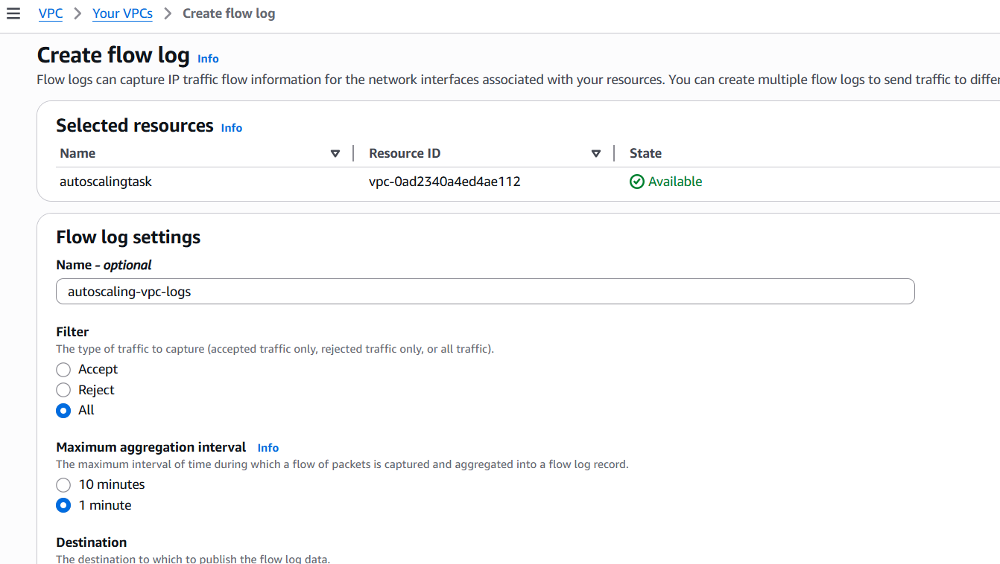 VPC > Your VPCs > Create flow log
Create flow log Info
Flow logs can capture IP traffic flow information for the network interfaces associated with your resources. You can create multiple flow logs to send traffic to
Selected resources Info
Name Resource ID State
autoscalingtask vpc-0ad2340a4ed4ae112 Available
Flow log settings
Name - optional
autoscaling-vpc-logs
Filter
The type of traffic to capture (accepted traffic only, rejected traffic only, or all traffic).
Accept
Reject
All
Maximum aggregation interval Info
The maximum interval of time during which a flow of packets is captured and aggregated into a flow log record.
10 minutes
1 minute
Destination
The destination to which to publish the flow log data.